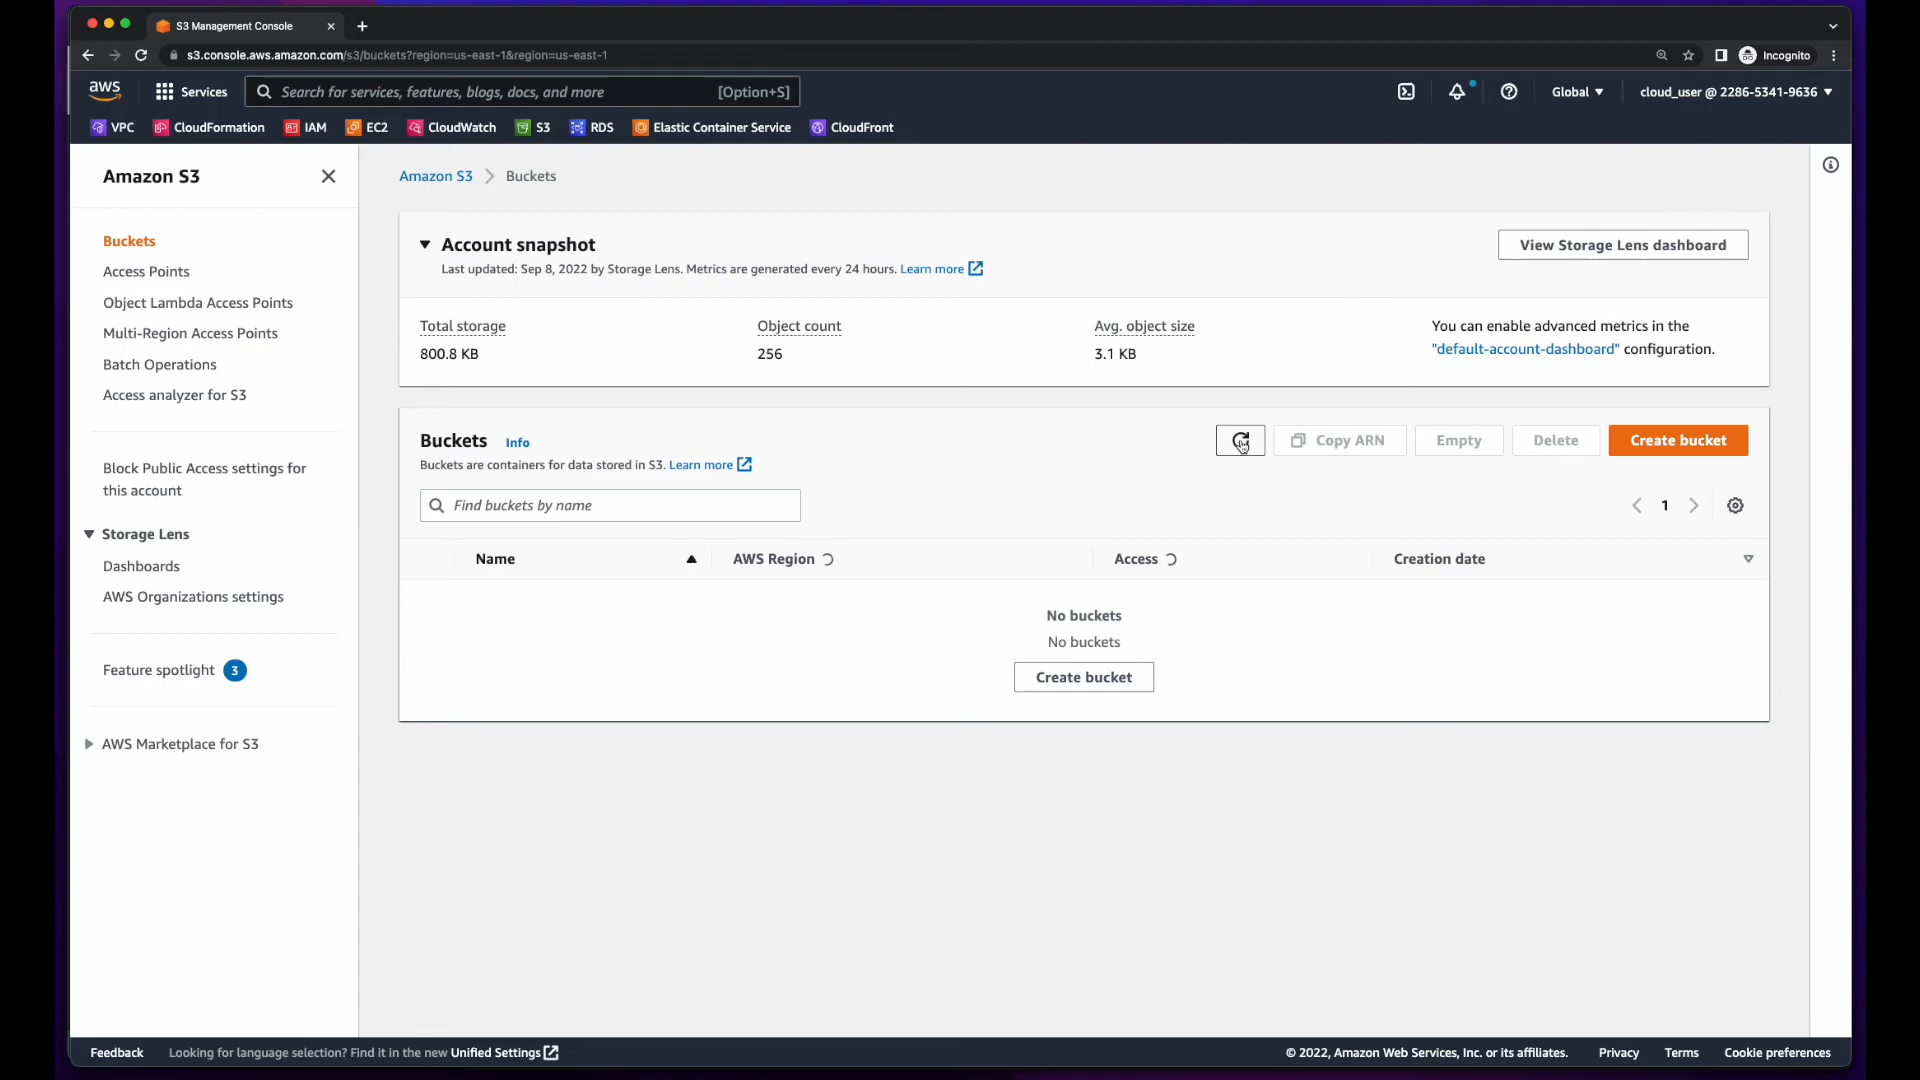 S3 Management Console
s3.console.aws.amazon.com/s3/buckets?region=us-east-1&region=us-east-1
Incognito
aws
Services
Search for services, features, blogs, docs, and more
[Option+S]
Global
cloud_user @ 2286-5341-9636
VPC
CloudFormation
IAM
EC2
CloudWatch
S3
RDS
Elastic Container Service
CloudFront
Amazon S3
Buckets
Access Points
Object Lambda Access Points
Multi-Region Access Points
Batch Operations
Access analyzer for S3
Block Public Access settings for
this account
Storage Lens
Dashboards
AWS Organizations settings
Feature spotlight 3
AWS Marketplace for S3
Amazon S3 > Buckets
Account snapshot
Last updated: Sep 8, 2022 by Storage Lens. Metrics are generated every 24 hours. Learn more
View Storage Lens dashboard
Total storage
800.8 KB
Object count
256
Avg. object size
3.1 KB
You can enable advanced metrics in the
"default-account-dashboard" configuration.
Buckets Info
Buckets are containers for data stored in S3. Learn more
Copy ARN
Empty
Delete
Create bucket
Find buckets by name
1
Name
AWS Region
Access
Creation date
No buckets
No buckets
Create bucket
Feedback
Looking for language selection? Find it in the new Unified Settings
© 2022, Amazon Web Services, Inc. or its affiliates.
Privacy
Terms
Cookie preferences